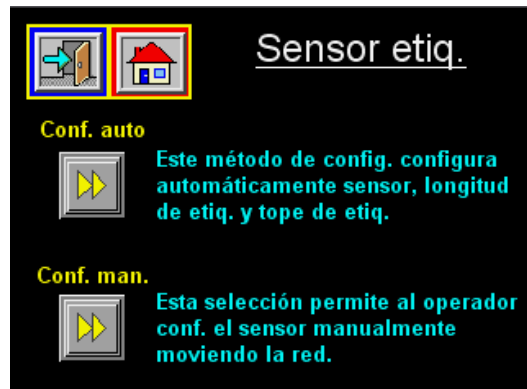 Sensor etiq.
Conf. auto
Este método de config. configura
automáticamente sensor, longitud
de etiq. y tope de etiq.
Conf. man.
Esta selección permite al operador
conf. el sensor manualmente
moviendo la red.